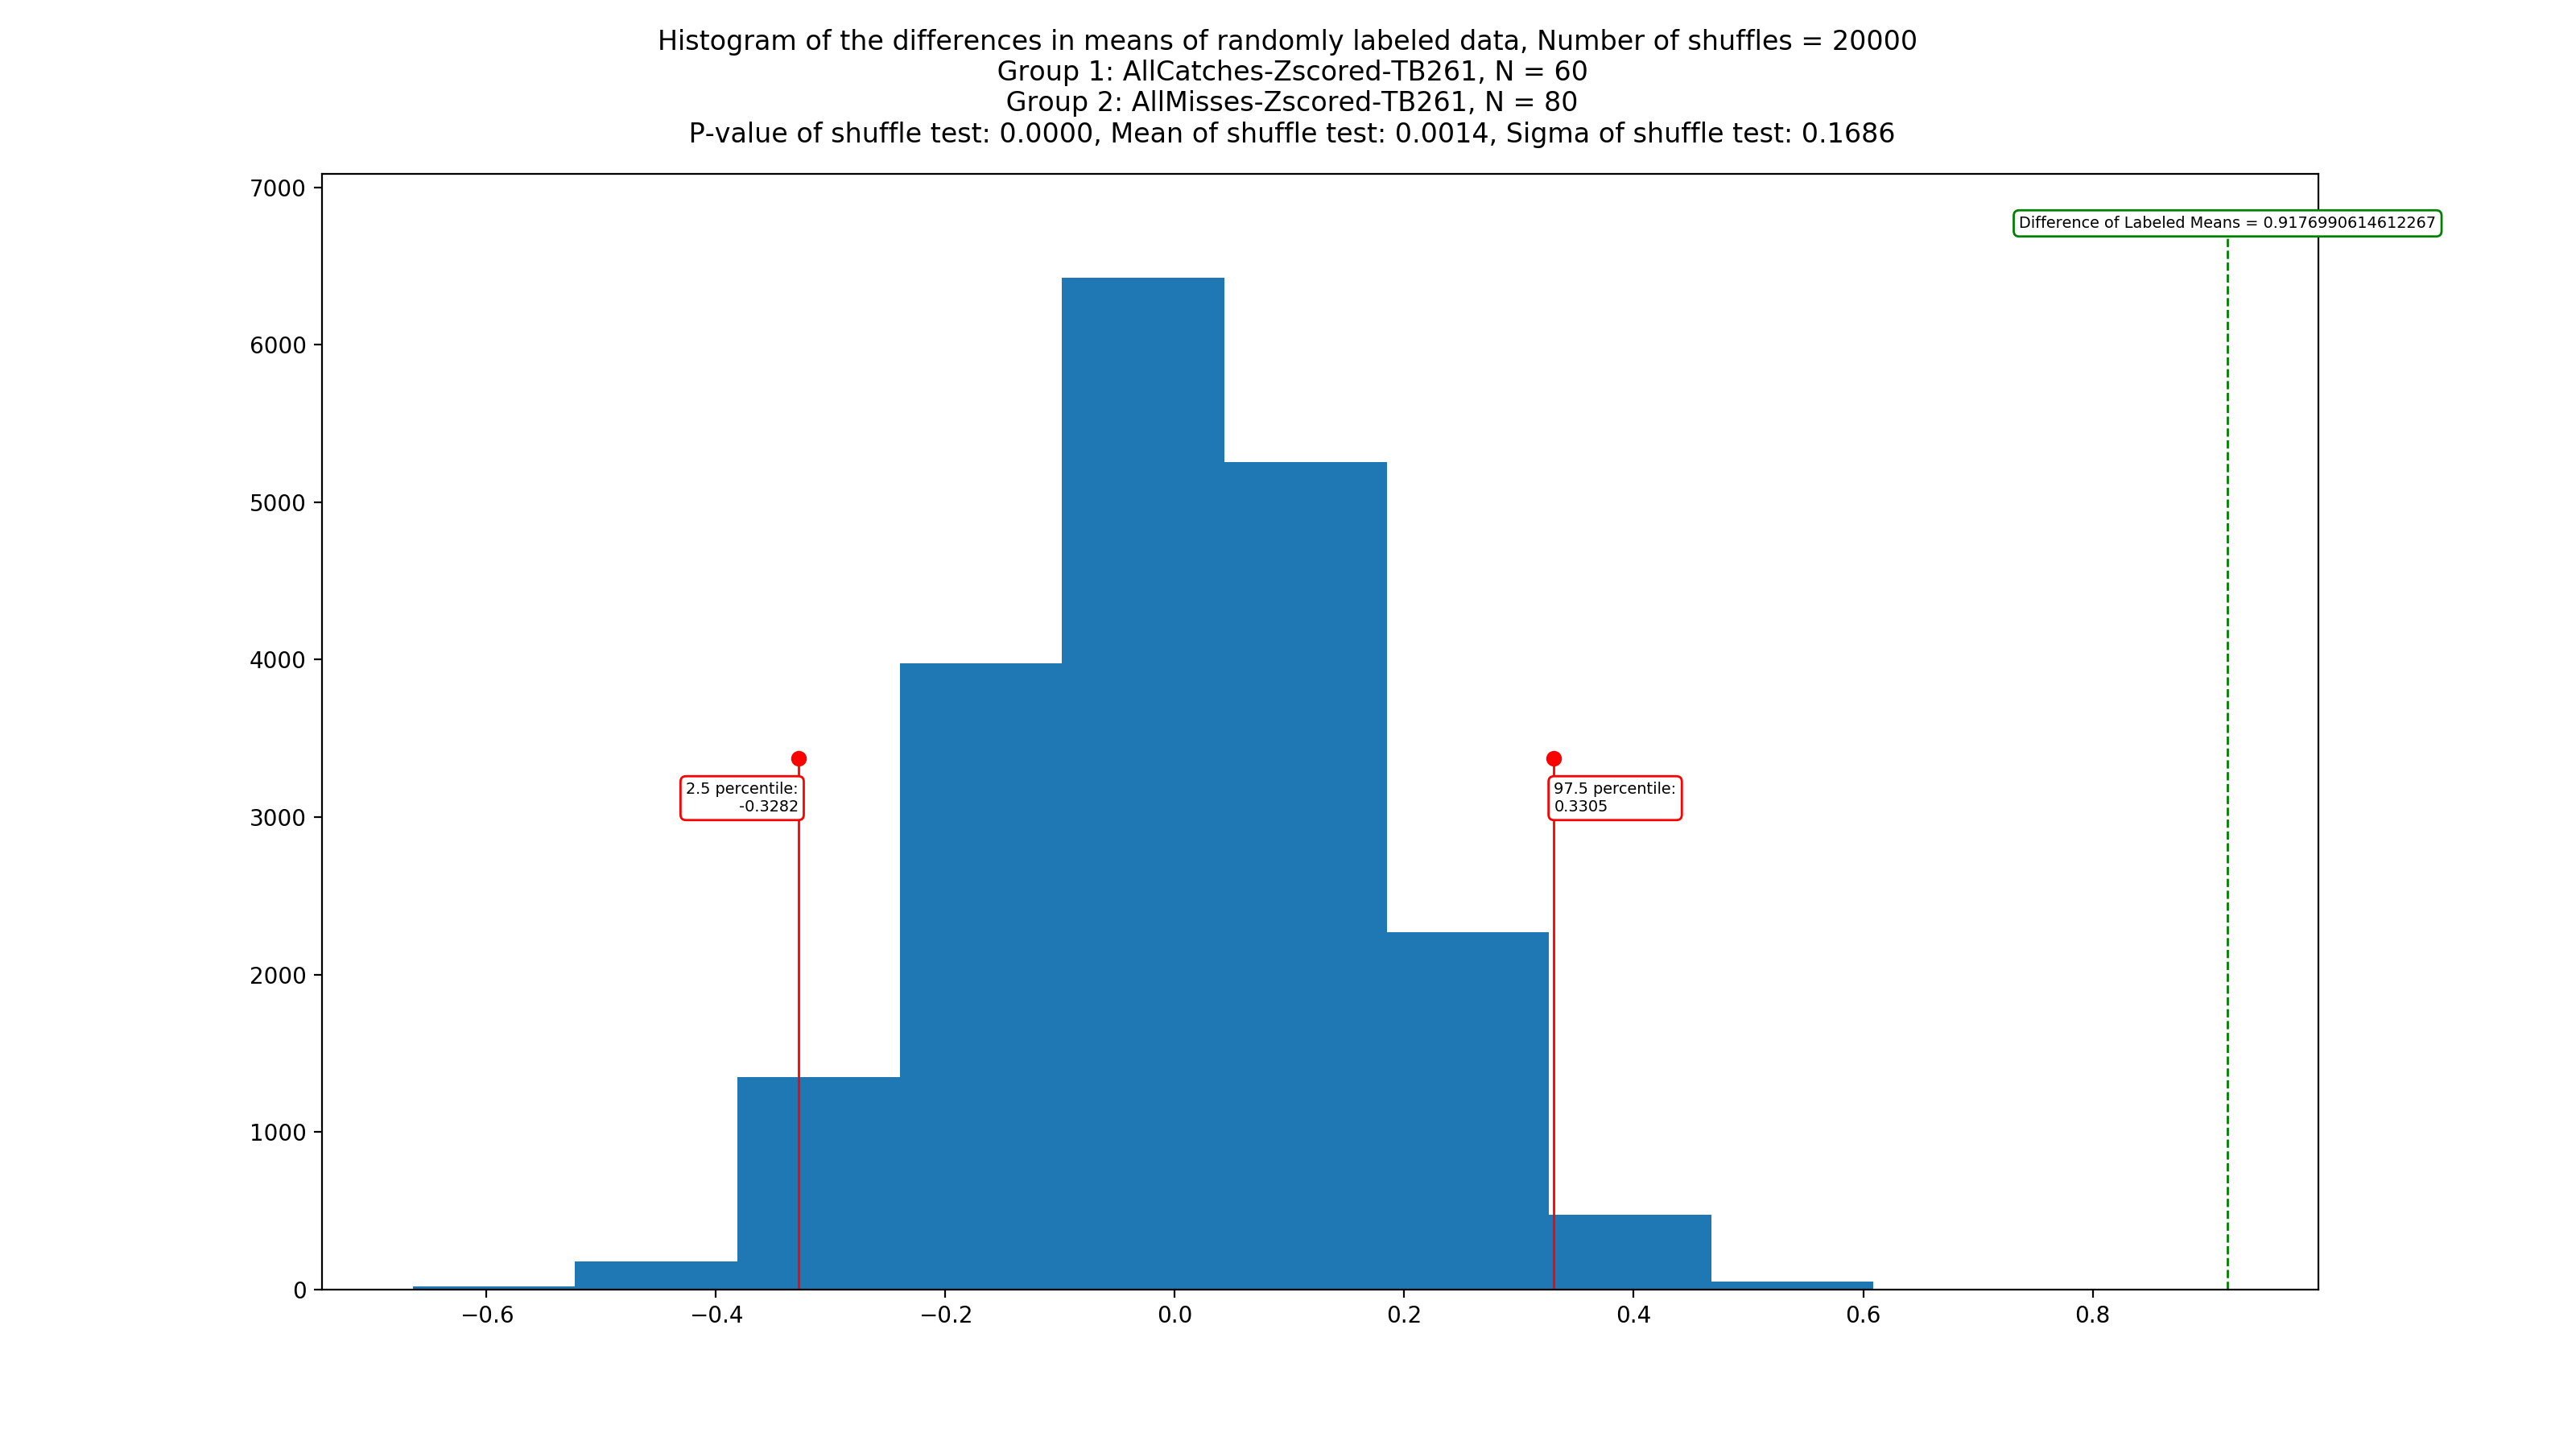 Histogram of the differences in means of randomly labeled data, Number of shuffles = 20000
Group 1: AllCatches-Zscored-TB261, N = 60
Group 2: AllMisses-Zscored-TB261, N = 80
P-value of shuffle test: 0.0000, Mean of shuffle test: 0.0014, Sigma of shuffle test: 0.1686
7000
Difference of Labeled Means = 0.9176990614612267
6000
5000
4000
2.5 percentile:
-0.3282
97.5 percentile:
0.3305
3000
2000
1000
0
−0.6
−0.4
−0.2
0.0
0.2
0.4
0.6
0.8